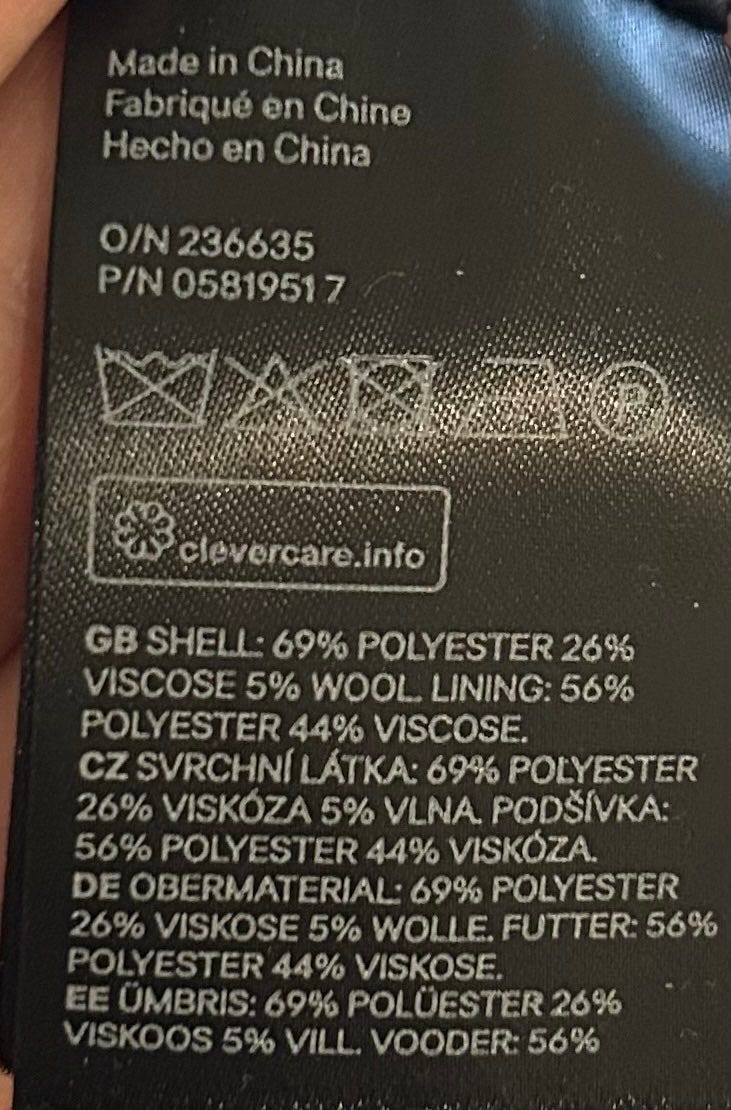 Made in China
Fabriqué en Chine
Hecho en China
O/N 236635
P/N 0581951 7
P
clevercare.info
GB SHELL: 69% POLYESTER 26%
VISCOSE 5% WOOL. LINING: 56%
POLYESTER 44% VISCOSE.
CZ SVRCHNÍ LÁTKA: 69% POLYESTER
26% VISKÓZA 5% VLNA. PODŠÍVKA:
56% POLYESTER 44% VISKÓZA.
DE OBERMATERIAL: 69% POLYESTER
26% VISKOSE 5% WOLLE. FUTTER: 56%
POLYESTER 44% VISKOSE.
EE ÜMBRIS: 69% POLÜESTER 26%
VISKOOS 5% VILL. VOODER: 56%